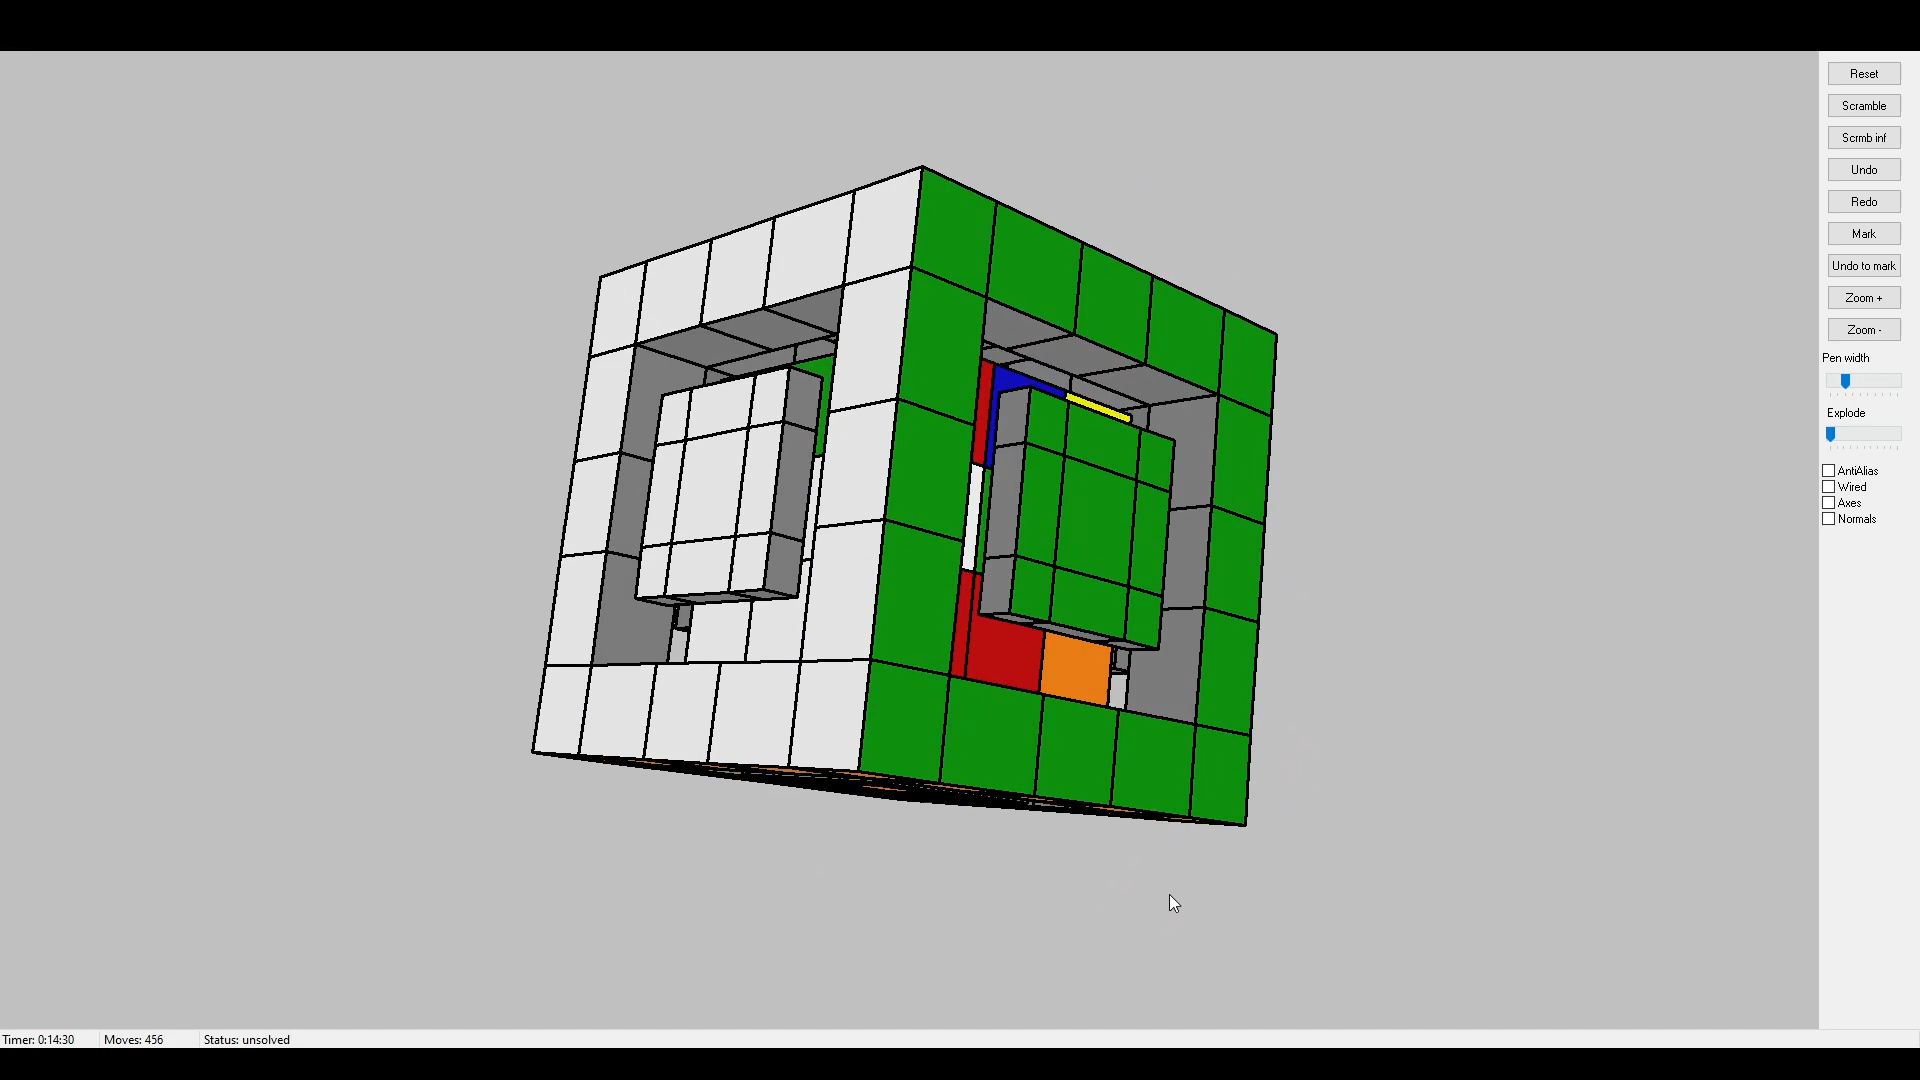 Reset
Scramble
Scrmb inf
Undo
Redo
Mark
Undo to mark
Zoom +
Zoom -
Pen width
Explode
AntiAlias
Wired
Axes
Normals
Timer: 0:14:30 Moves: 456 Status: unsolved